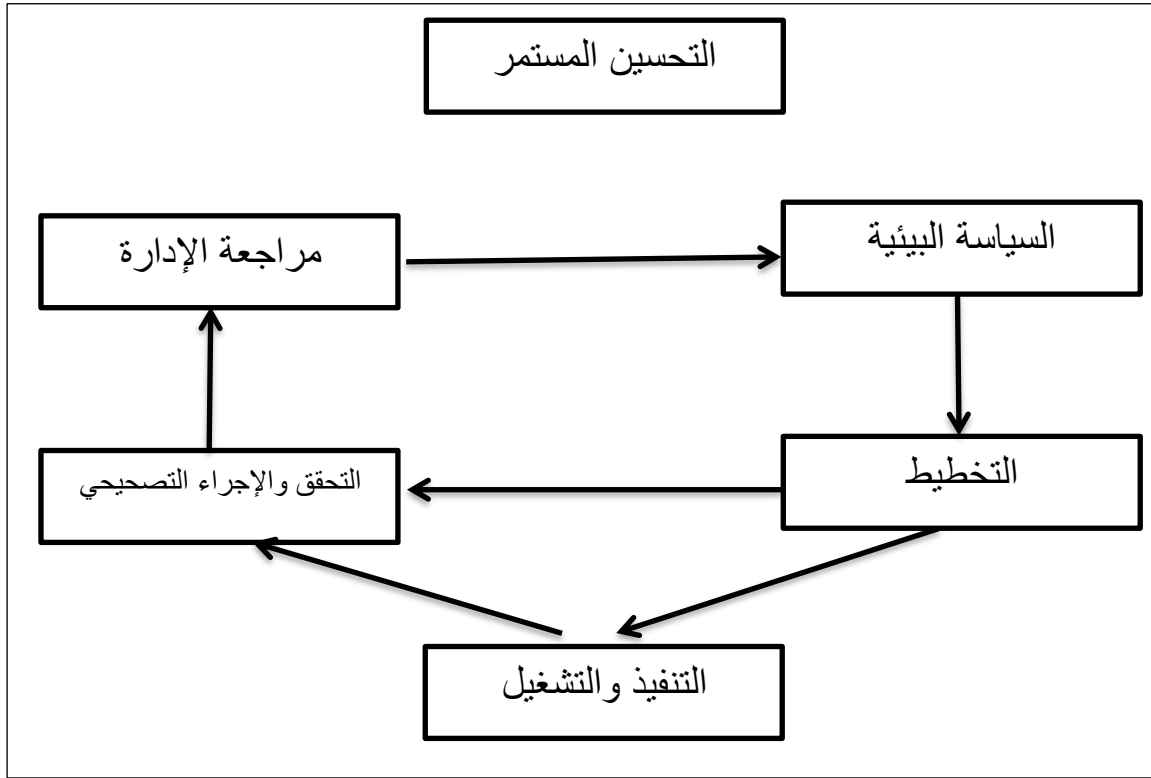 التحسين المستمر
السياسة البيئية
مراجعة الإدارة
التخطيط
التحقق والإجراء التصحيحي
التنفيذ والتشغيل